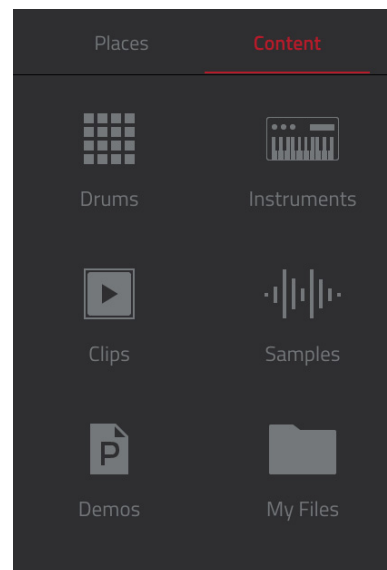 Places Content
Drums Instruments
Clips Samples
P
Demos My Files